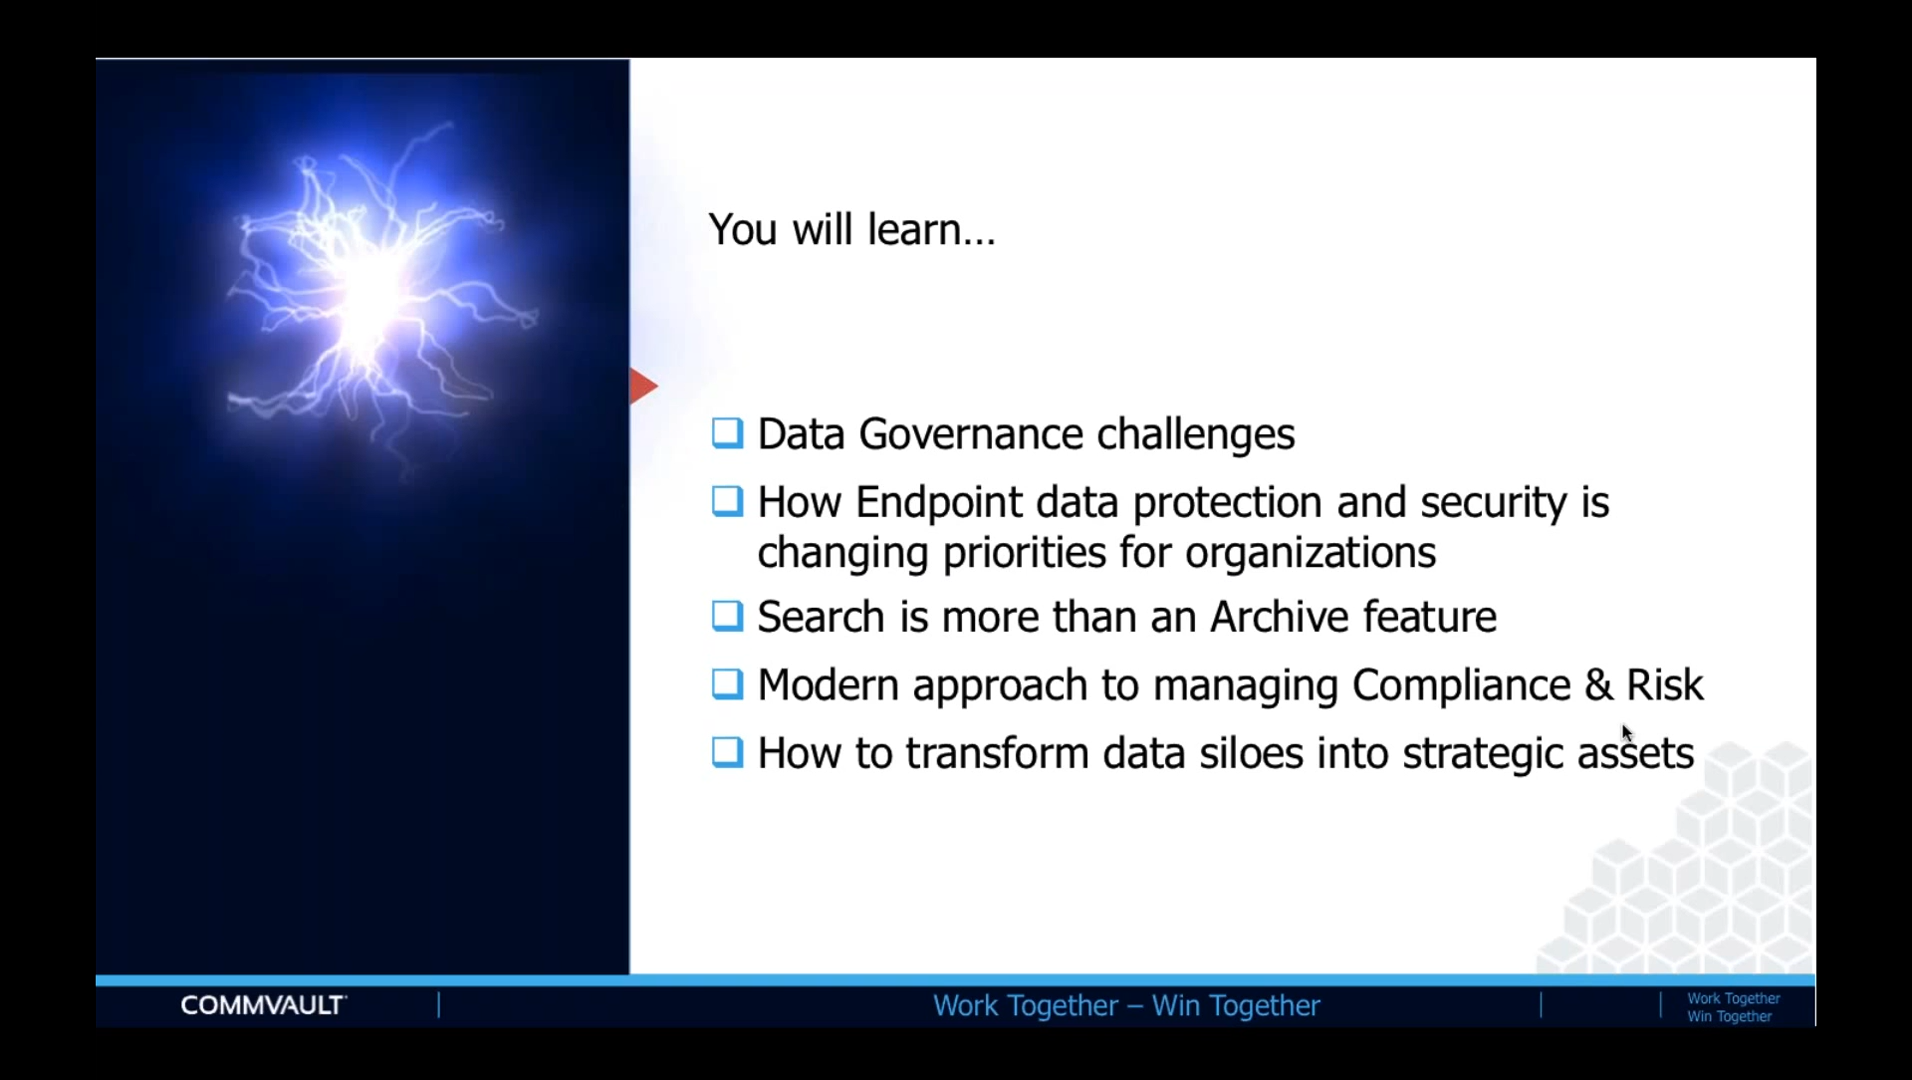 You will learn...
Data Governance challenges
How Endpoint data protection and security is
changing priorities for organizations
Search is more than an Archive feature
Modern approach to managing Compliance & Risk
How to transform data siloes into strategic assets
COMMVAULT
Work Together – Win Together
Work Together
Win Together